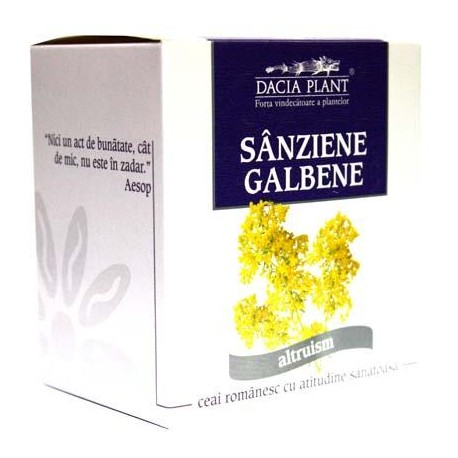 "Nici un act de bunătate, cât
de mic, nu este în zadar."
Aesop
DACIA PLANT®
Forța vindecătoare a plantelor
SÂNZIENE
GALBENE
altruism
ceai românesc cu atitudine sănătoasă